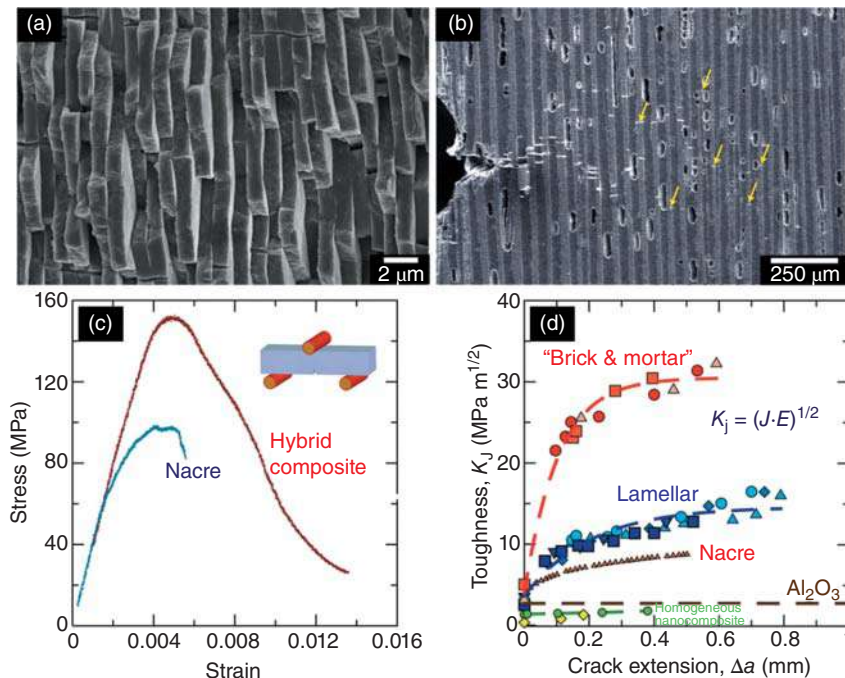 (a)
2 μm
(b)
250 μm
(c)
160
120
80
40
0
0.000
0.004
0.008
0.012
0.016
Stress (MPa)
Strain
Nacre
Hybrid
composite
(d)
40
30
20
10
0
0
0.2
0.4
0.6
0.8
1
Toughness, K_J (MPa m^1/2)
Crack extension, Δa (mm)
"Brick & mortar"
K_j = (J·E)^1/2
Lamellar
Nacre
Al₂O₃
Homogeneous
nanocomposite